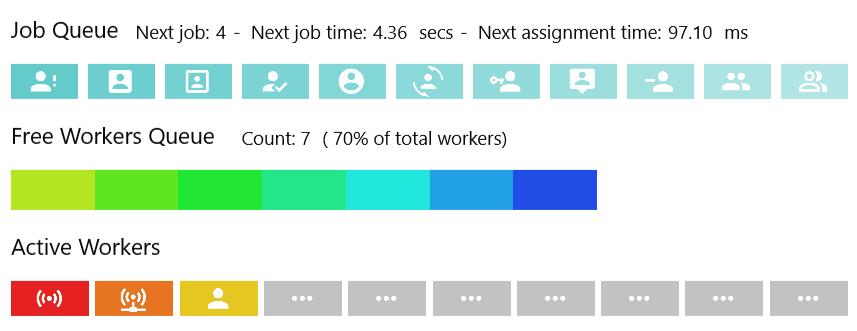 Job Queue Next job: 4 - Next job time: 4.36 secs - Next assignment time: 97.10 ms
Free Workers Queue Count: 7 ( 70% of total workers)
Active Workers